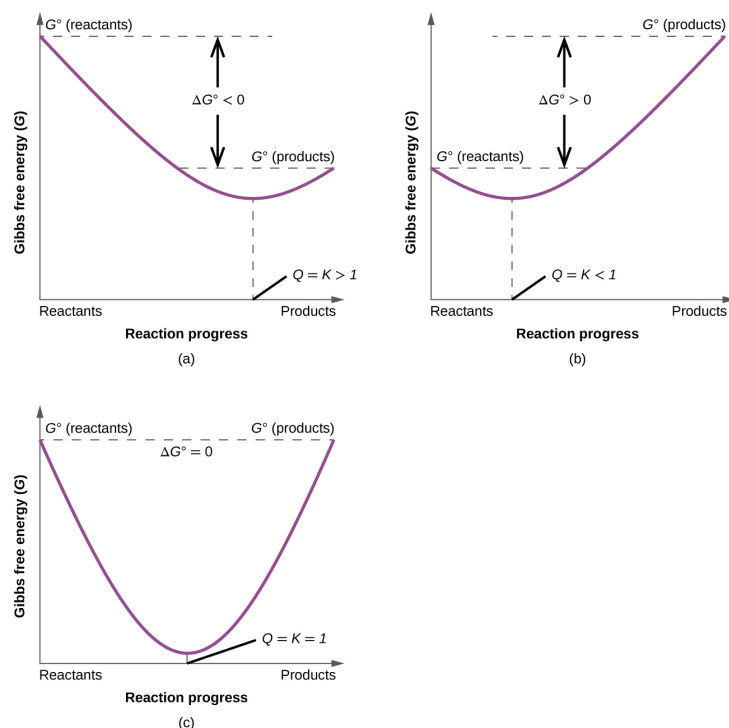 G° (reactants)
ΔG° < 0
G° (products)
Gibbs free energy (G)
Q = K > 1
Reactants
Products
Reaction progress
(a)
G° (products)
ΔG° > 0
G° (reactants)
Gibbs free energy (G)
Q = K < 1
Reactants
Products
Reaction progress
(b)
G° (reactants)
G° (products)
ΔG° = 0
Gibbs free energy (G)
Q = K = 1
Reactants
Products
Reaction progress
(c)